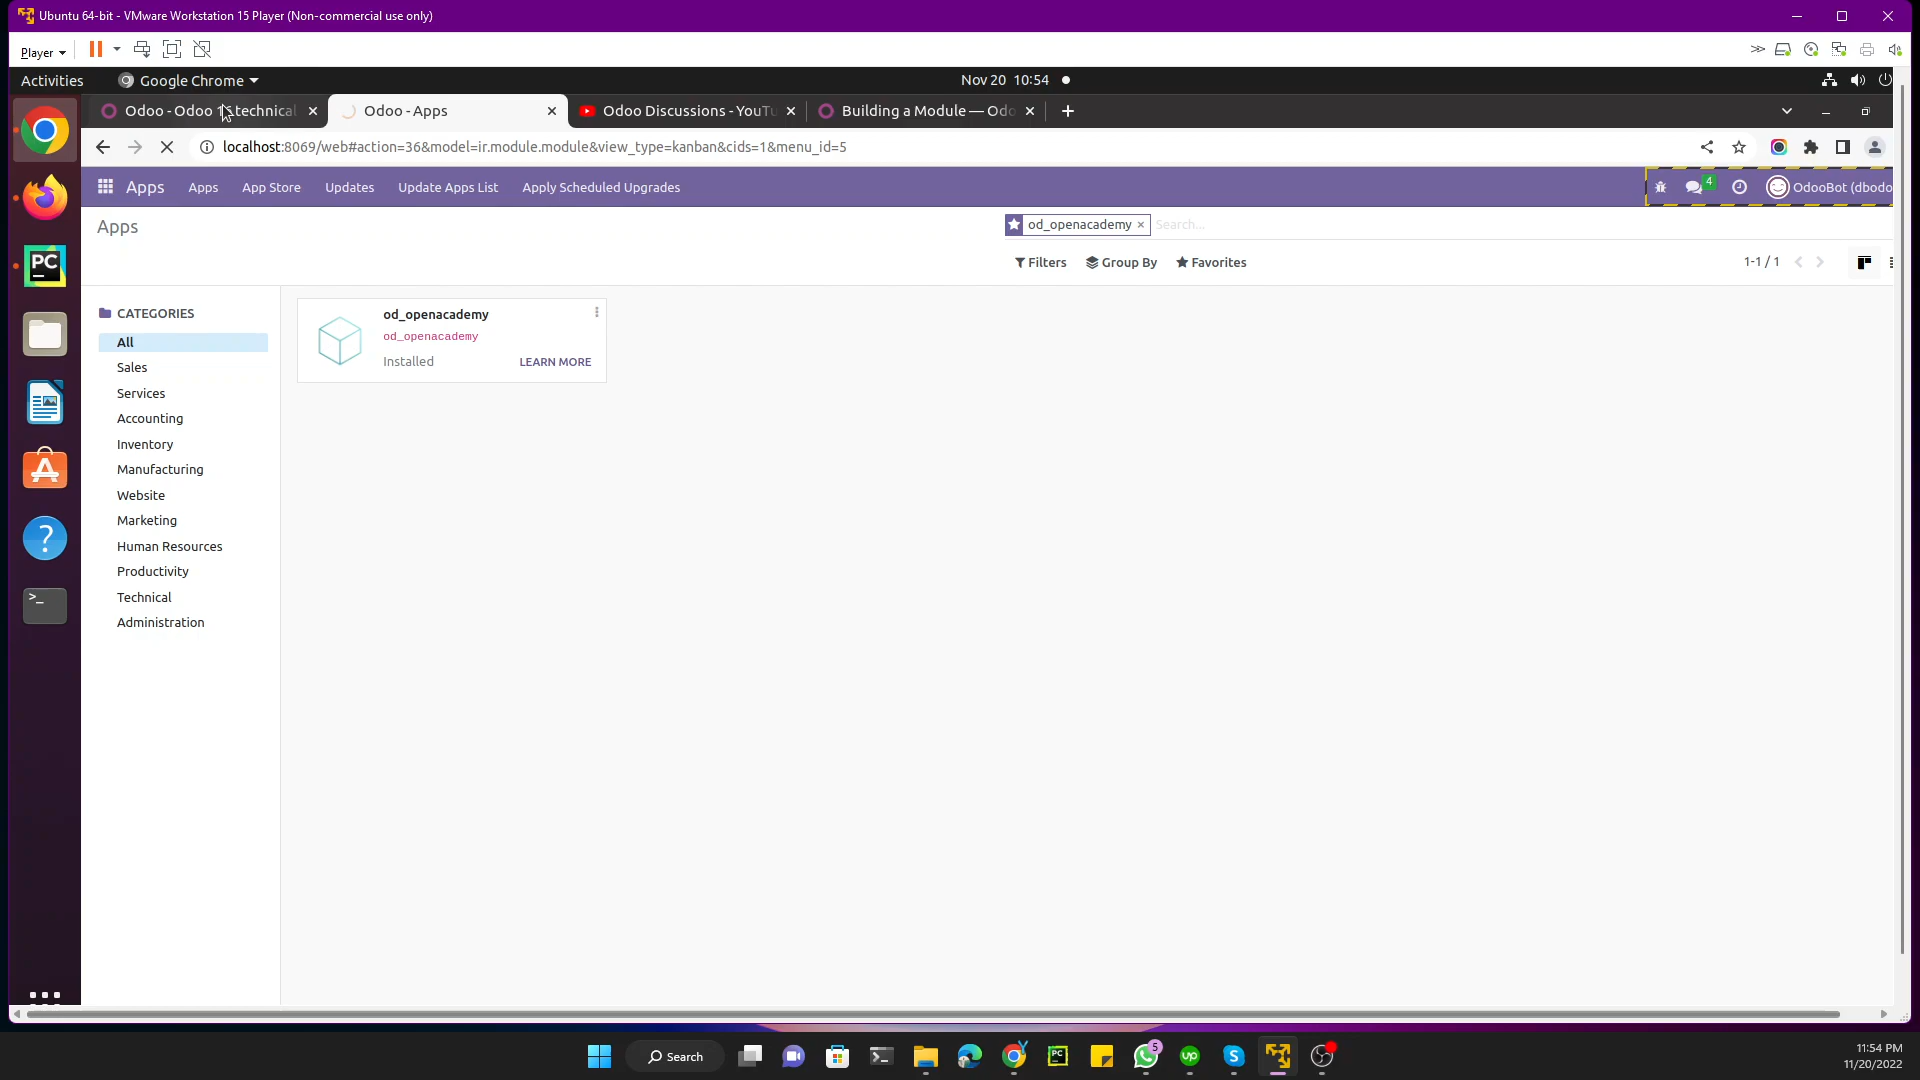 Ubuntu 64-bit - VMware Workstation 15 Player (Non-commercial use only)
Player
Activities
Google Chrome
Nov 20 10:54
Odoo - Odoo technical
Odoo - Apps
Odoo Discussions - YouTu
Building a Module — Odo
localhost:8069/web#action=36&model=ir.module.module&view_type=kanban&cids=1&menu_id=5
Apps
Apps
App Store
Updates
Update Apps List
Apply Scheduled Upgrades
4
OdooBot (dbodo
Apps
od_openacademy
Search...
Filters
Group By
Favorites
1-1 / 1
CATEGORIES
All
Sales
Services
Accounting
Inventory
Manufacturing
Website
Marketing
Human Resources
Productivity
Technical
Administration
od_openacademy
od_openacademy
Installed
LEARN MORE
PC
?
>_
Search
PC
5
up
S
11:54 PM
11/20/2022